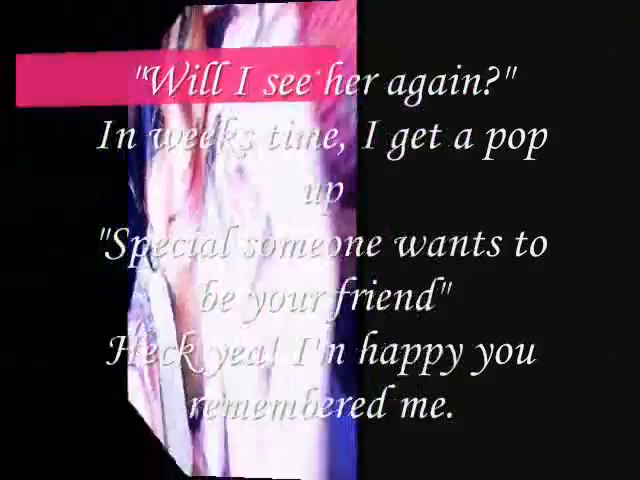 "Will I see her again?"
In weeks time, I get a pop
up
"Special someone wants to
be your friend"
Heck yea! I'm happy you
remembered me.